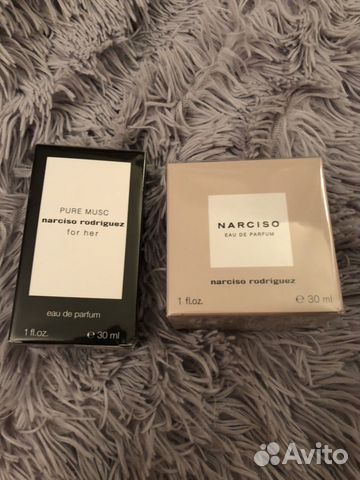 PURE MUSC
narciso rodriguez
for her
eau de parfum
1 fl.oz. e 30 ml
NARCISO
EAU DE PARFUM
narciso rodriguez
1 fl.oz. e 30 ml
Avito